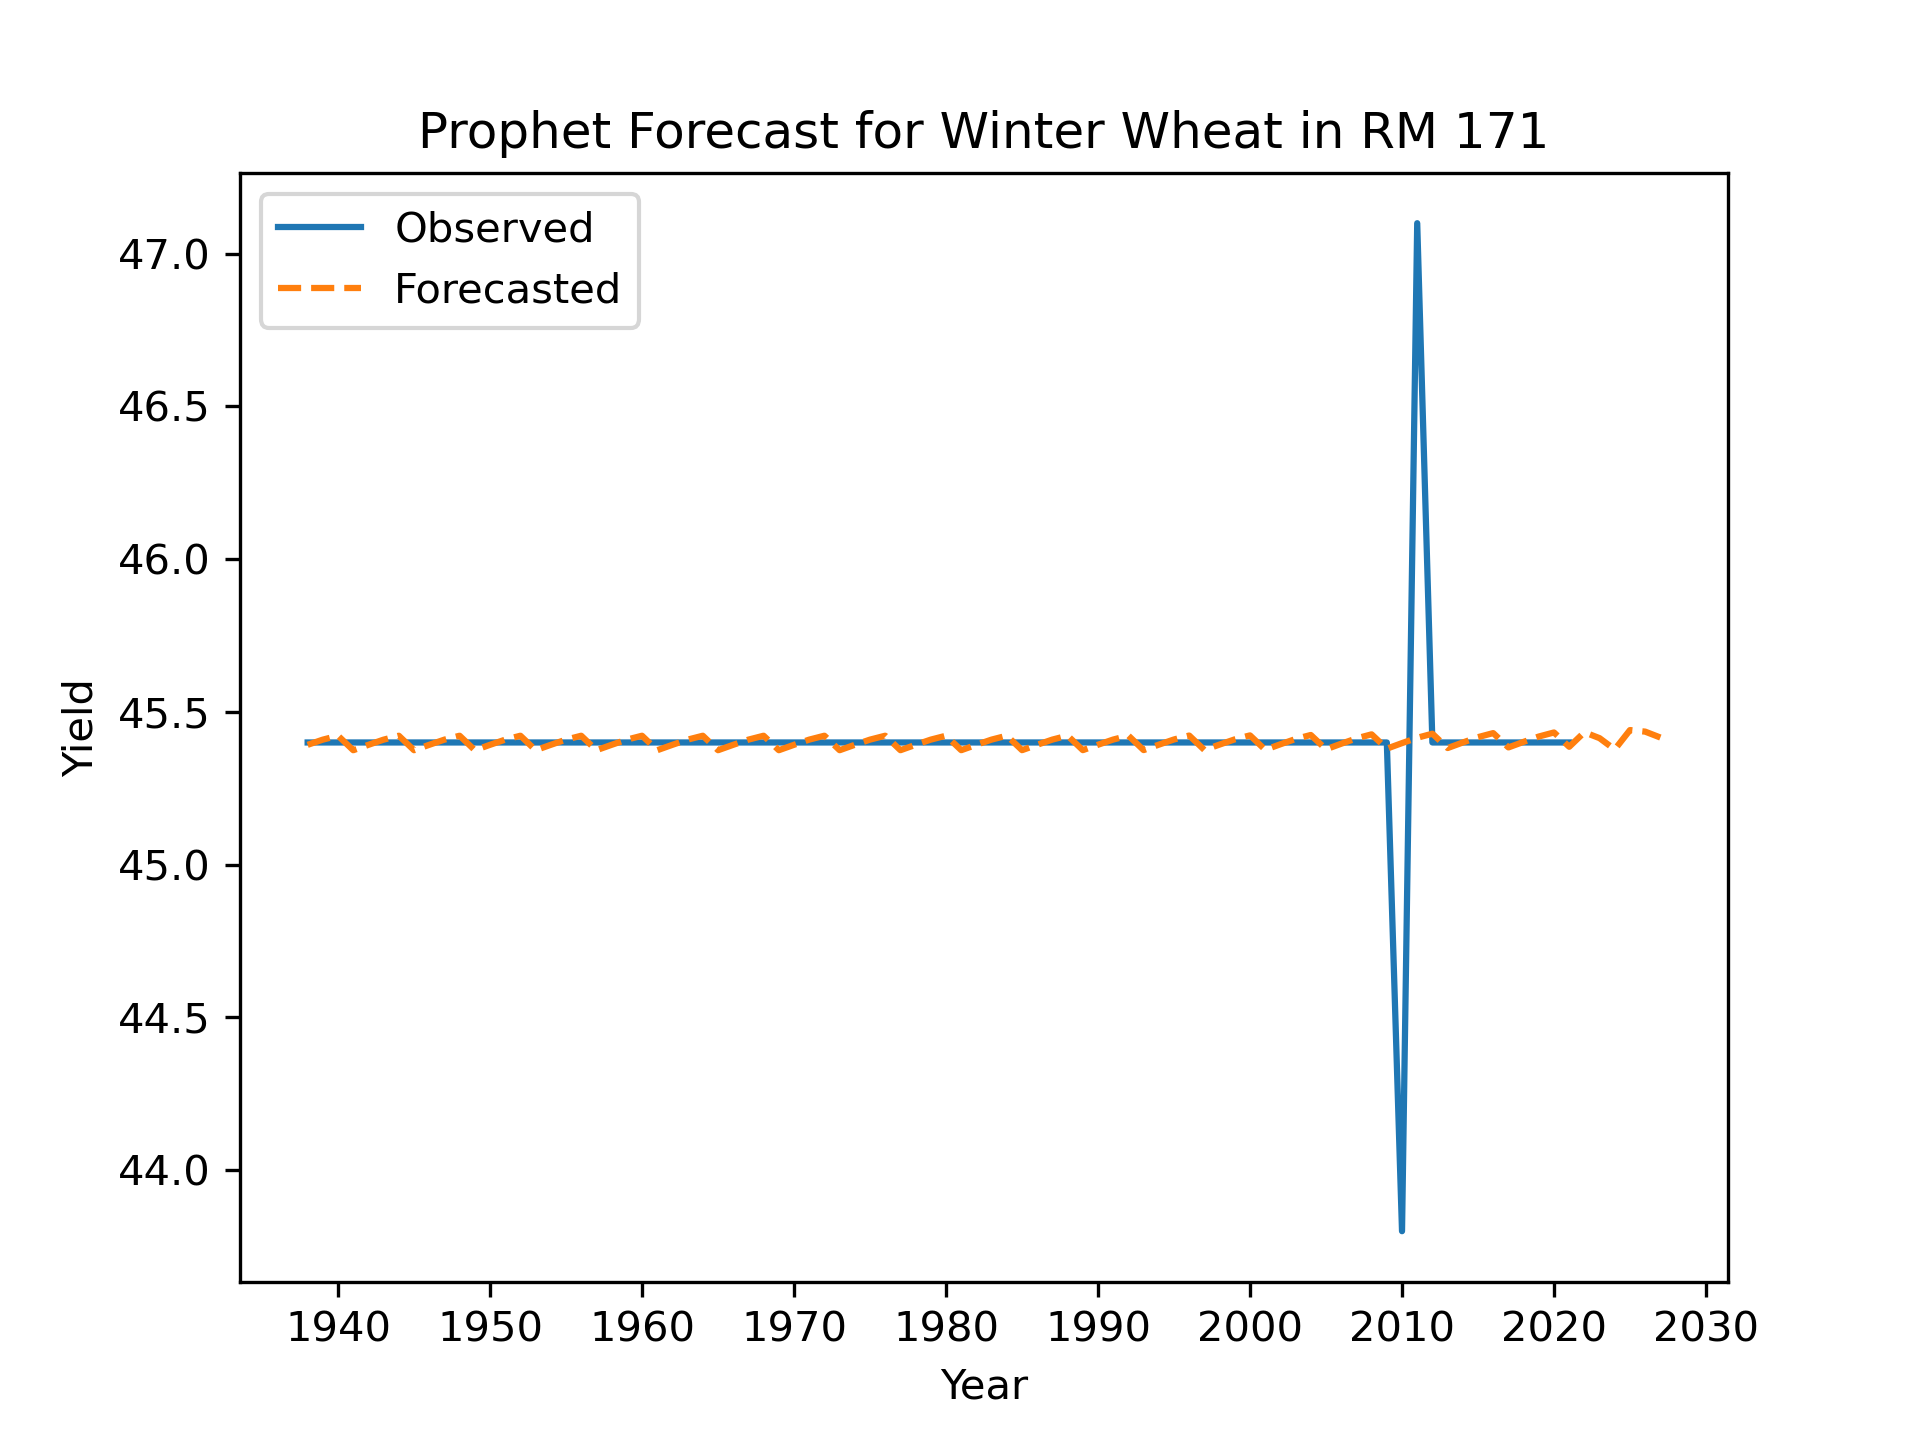 Prophet Forecast for Winter Wheat in RM 171
Observed
Forecasted
47.0
46.5
46.0
45.5
45.0
44.5
44.0
Yield
1940 1950 1960 1970 1980 1990 2000 2010 2020 2030
Year